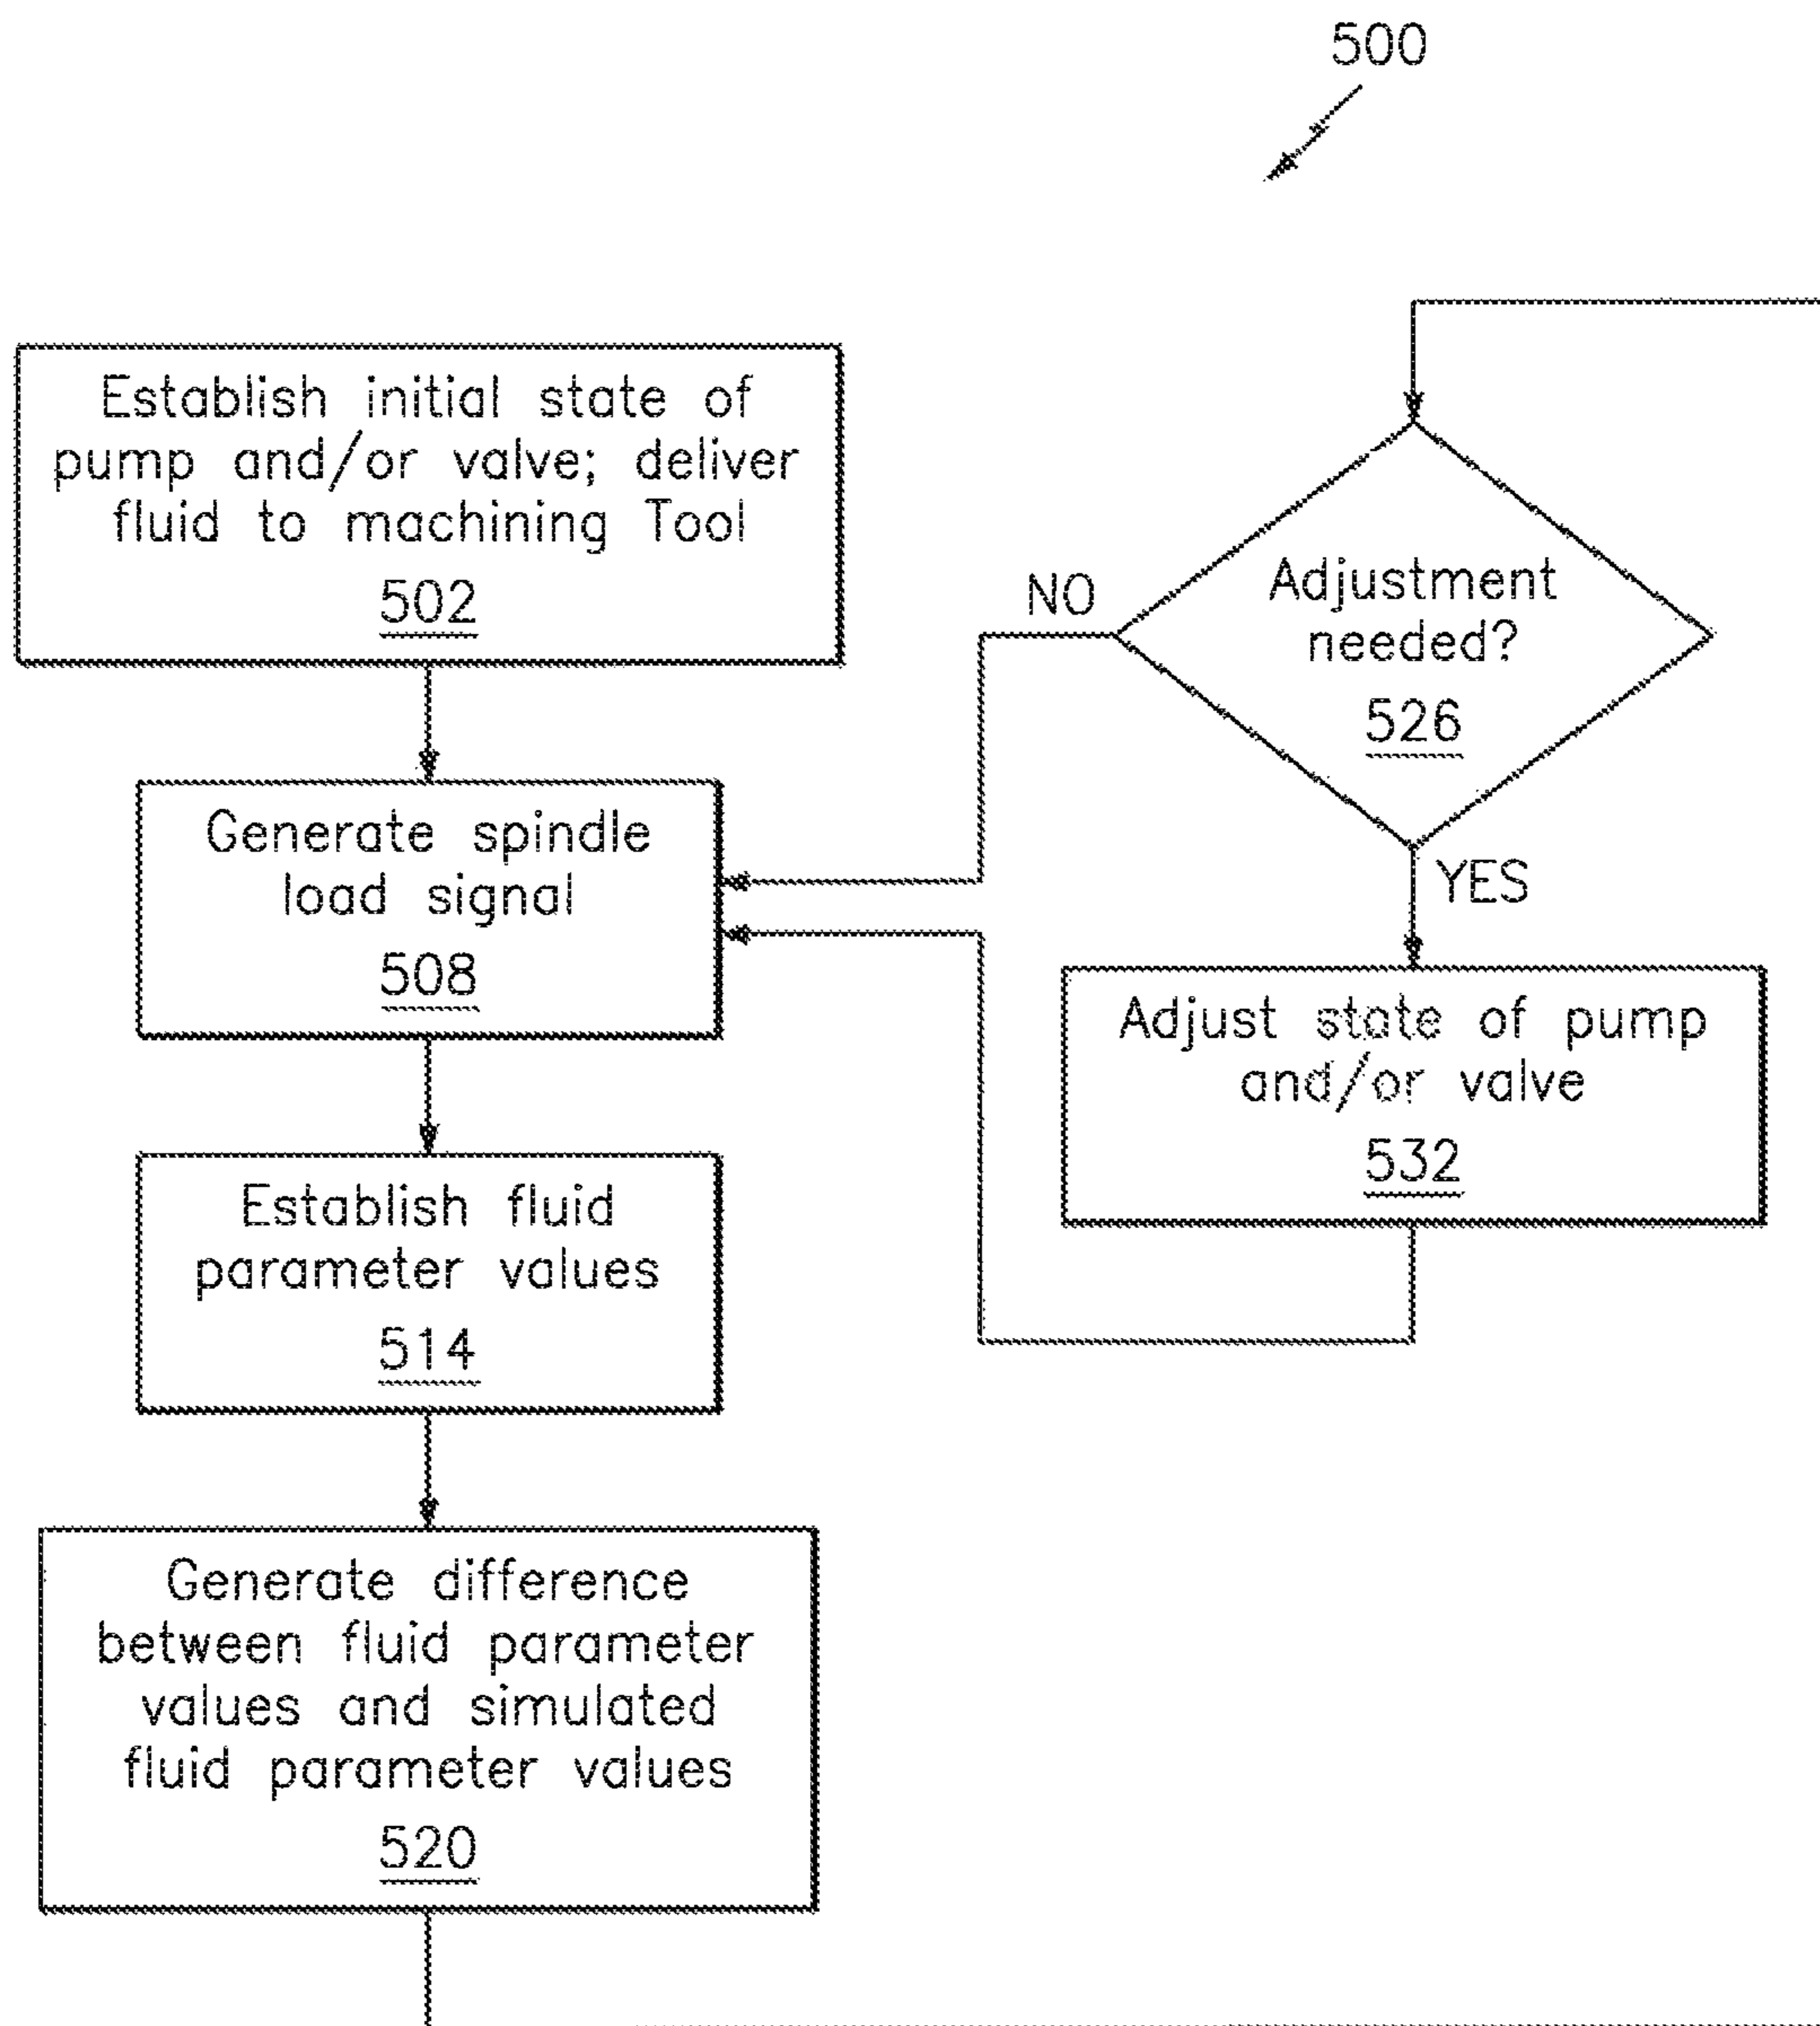 500
Establish initial state of
pump and/or valve; deliver
fluid to machining Tool
502
Generate spindle
load signal
508
Establish fluid
parameter values
514
Generate difference
between fluid parameter
values and simulated
fluid parameter values
520
Adjustment
needed?
526
NO
YES
Adjust state of pump
and/or valve
532